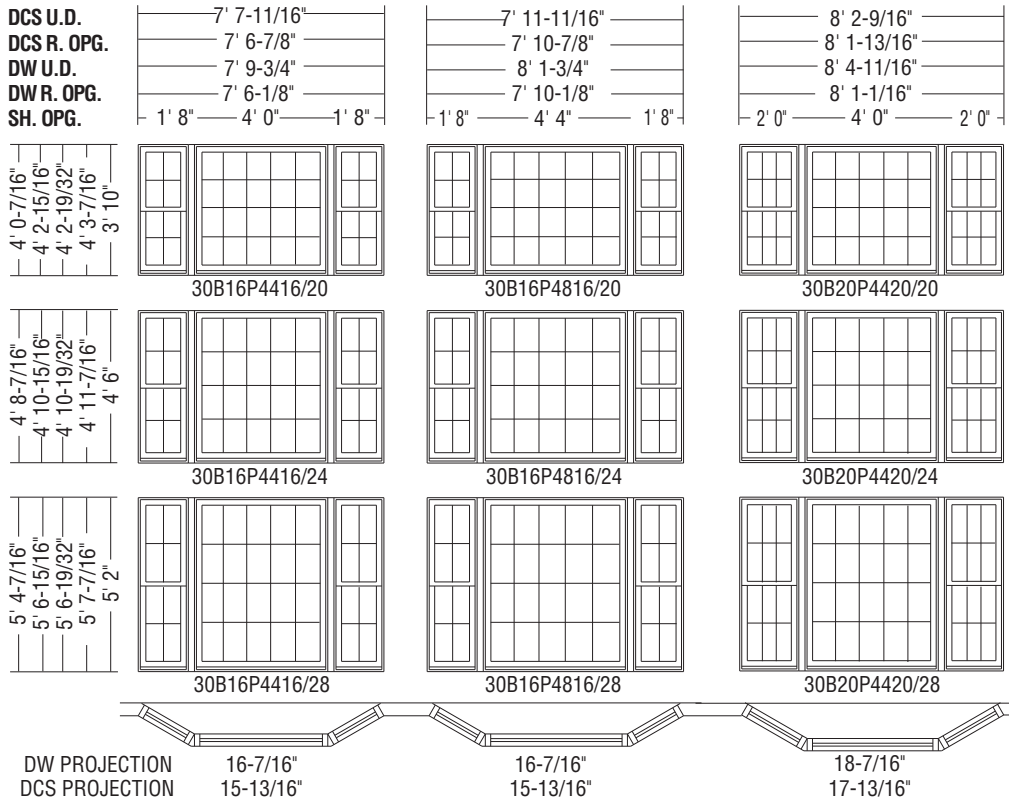 DCS U.D. 7' 7-11/16" 7' 11-11/16" 8' 2-9/16"
DCS R. OPG. 7' 6-7/8" 7' 10-7/8" 8' 1-13/16"
DW U.D. 7' 9-3/4" 8' 1-3/4" 8' 4-11/16"
DW R. OPG. 7' 6-1/8" 7' 10-1/8" 8' 1-1/16"
SH. OPG. 1' 8" 4' 0" 1' 8" 1' 8" 4' 4" 1' 8" 2' 0" 4' 0" 2' 0"
4' 0-7/16"
4' 2-15/16"
4' 2-19/32"
4' 3-7/16"
3' 10"
30B16P4416/20 30B16P4816/20 30B20P4420/20
4' 8-7/16"
4' 10-15/16"
4' 10-19/32"
4' 11-7/16"
4' 6"
30B16P4416/24 30B16P4816/24 30B20P4420/24
5' 4-7/16"
5' 6-15/16"
5' 6-19/32"
5' 7-7/16"
5' 2"
30B16P4416/28 30B16P4816/28 30B20P4420/28
DW PROJECTION 16-7/16" 16-7/16" 18-7/16"
DCS PROJECTION 15-13/16" 15-13/16" 17-13/16"